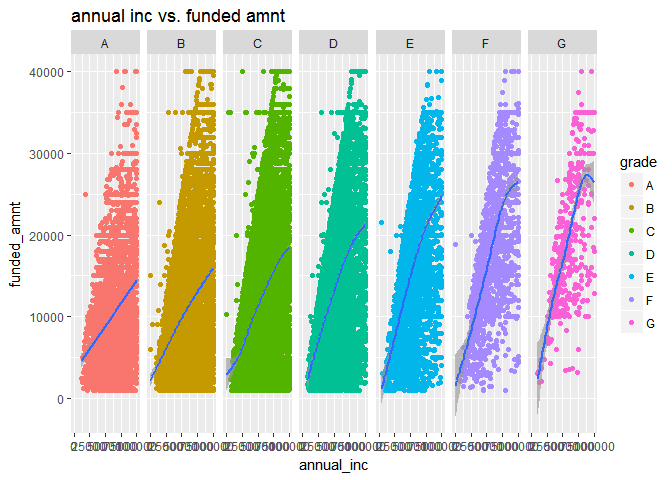 annual inc vs. funded amnt
A B C D E F G
40000
30000
20000
10000
0
funded_amnt
annual_inc
grade
A
B
C
D
E
F
G